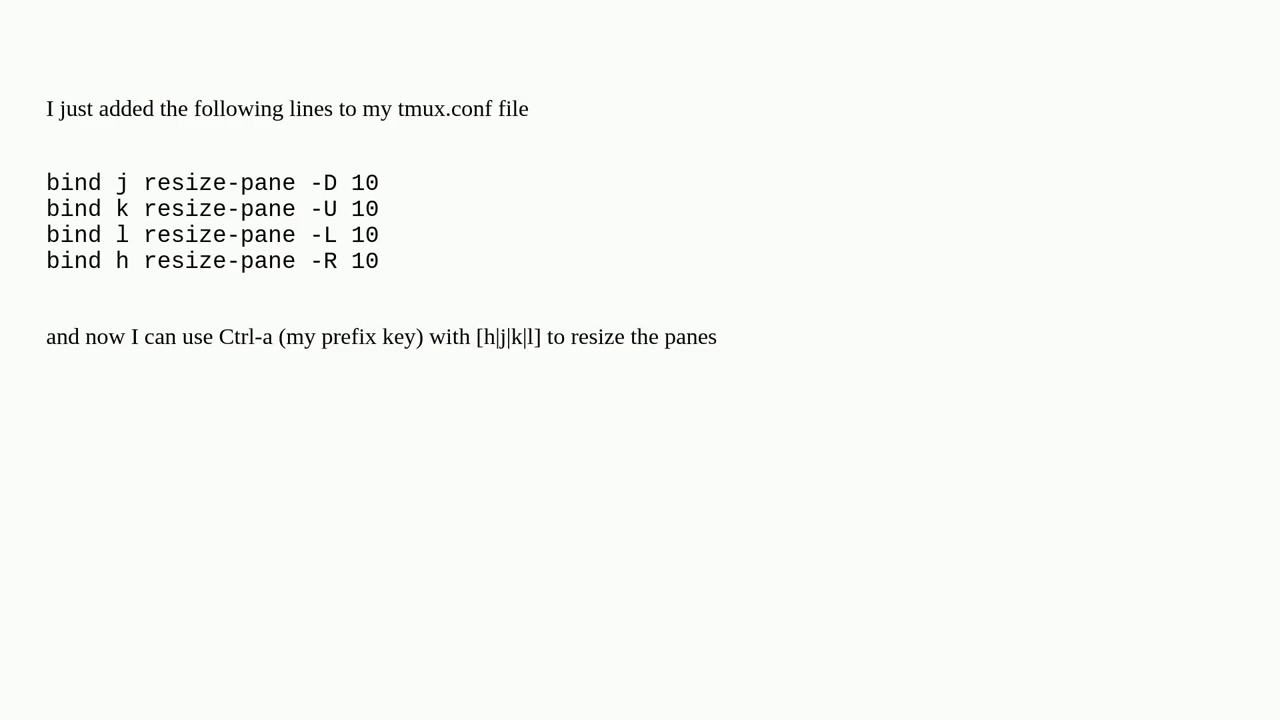 I just added the following lines to my tmux.conf file
bind j resize-pane -D 10
bind k resize-pane -U 10
bind l resize-pane -L 10
bind h resize-pane -R 10
and now I can use Ctrl-a (my prefix key) with [h|j|k|l] to resize the panes